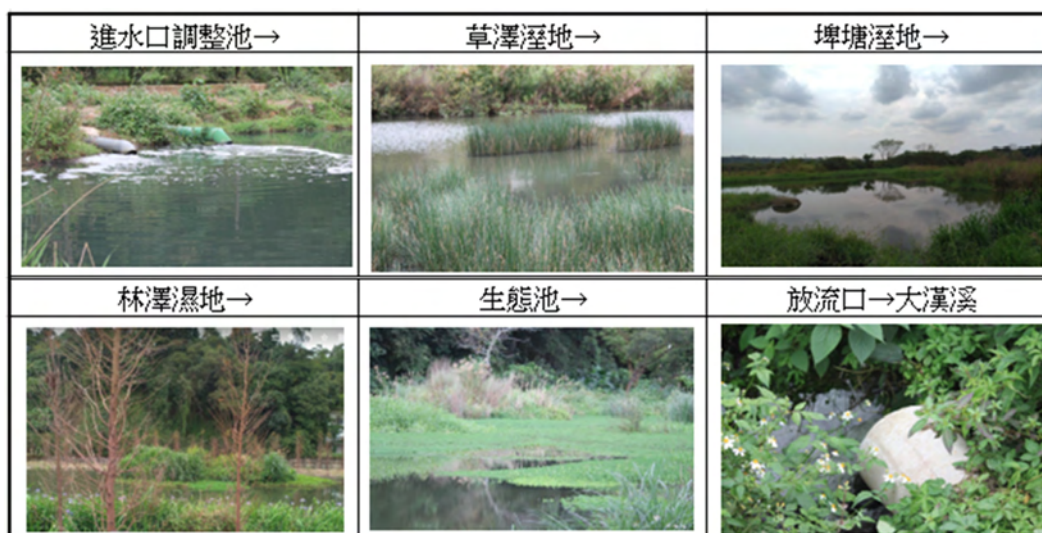 進水口調整池→
草澤溼地→
埤塘溼地→
林澤濕地→
生態池→
放流口→大漢溪